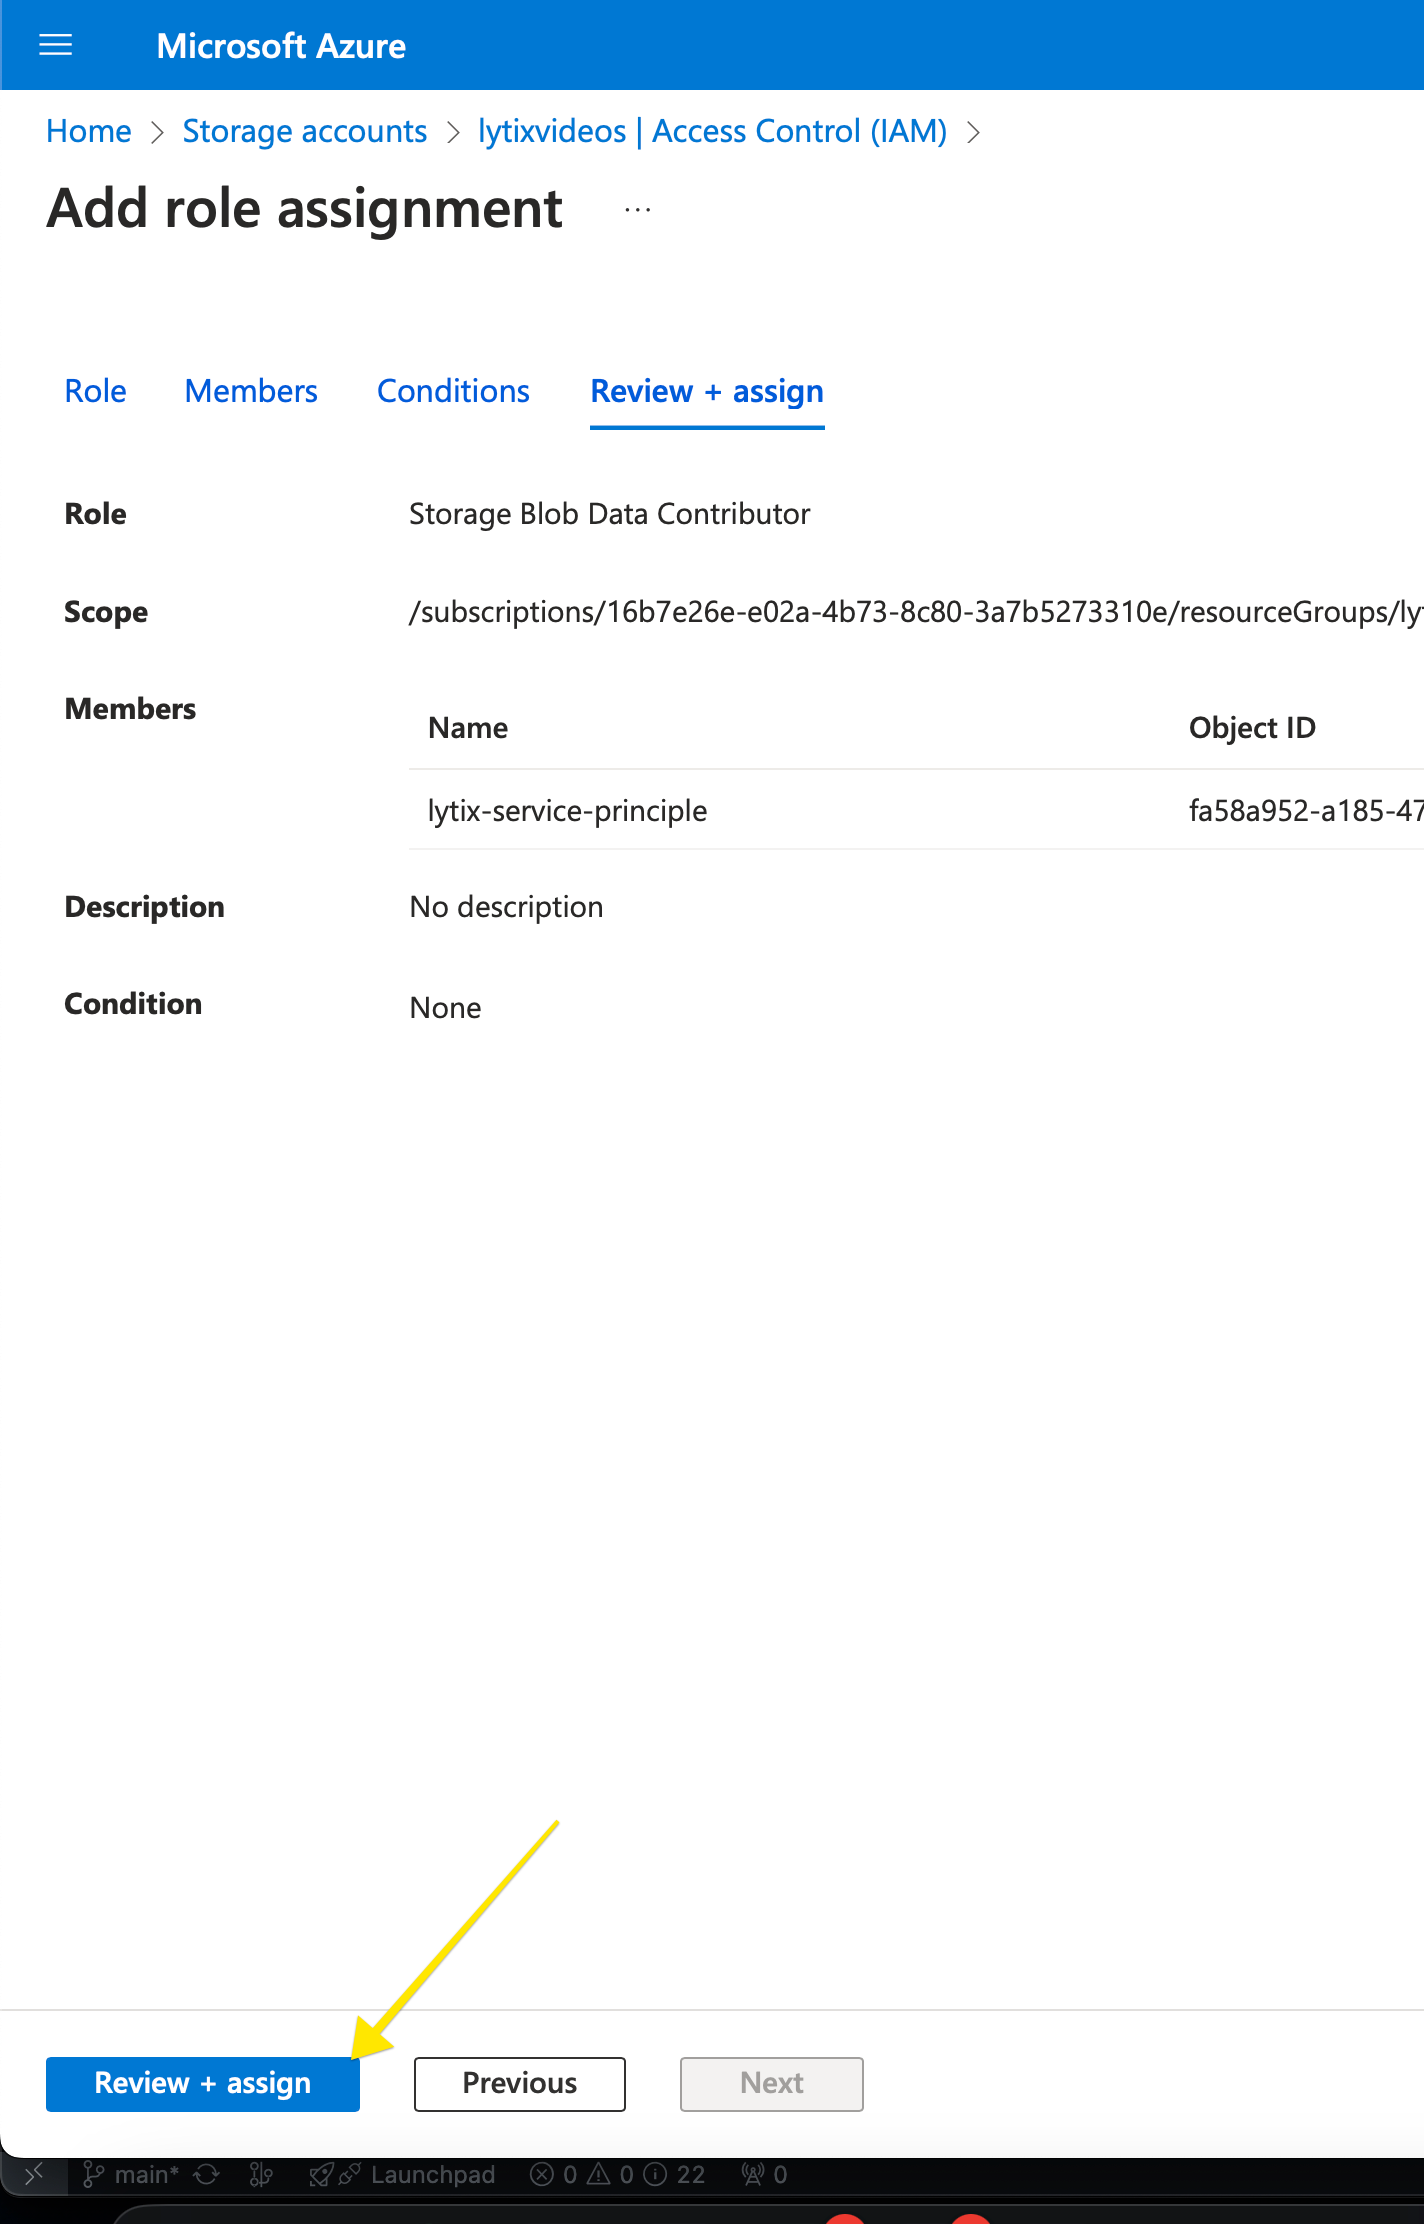 Microsoft Azure
Home > Storage accounts > lytixvideos | Access Control (IAM) >
Add role assignment ...
Role Members Conditions Review + assign
Role Storage Blob Data Contributor
Scope /subscriptions/16b7e26e-e02a-4b73-8c80-3a7b5273310e/resourceGroups/ly
Members
Name Object ID
lytix-service-principle fa58a952-a185-47
Description No description
Condition None
Review + assign Previous Next
main* Launchpad 0 0 22 0